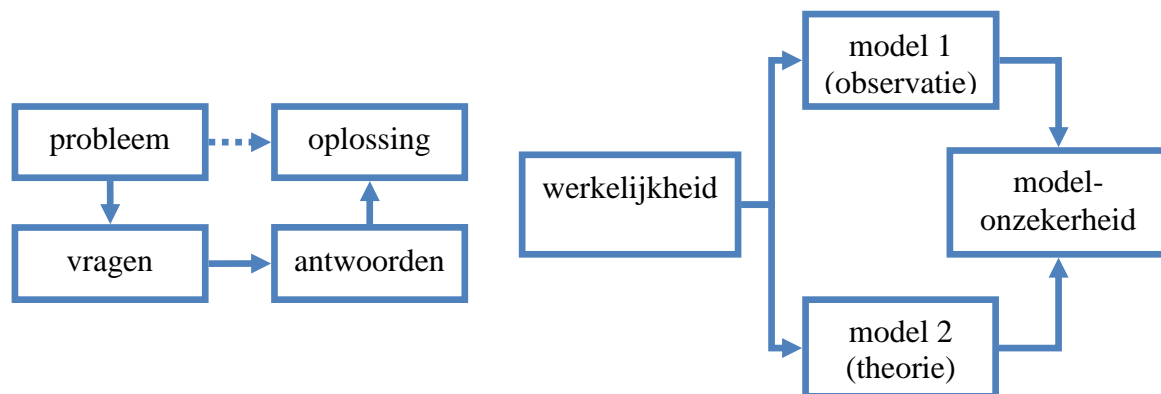 probleem
oplossing
vragen
antwoorden
werkelijkheid
model 1
(observatie)
model-
onzekerheid
model 2
(theorie)